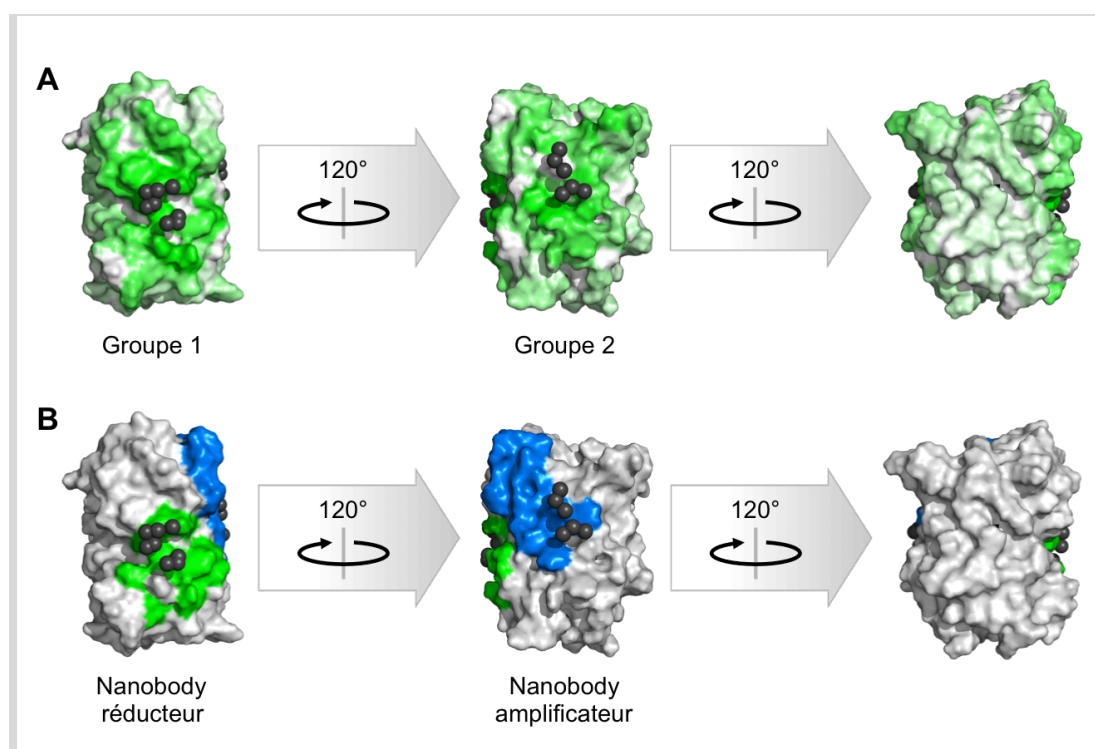 A
120°
120°
Groupe 1
Groupe 2
B
120°
120°
Nanobody
réducteur
Nanobody
amplificateur